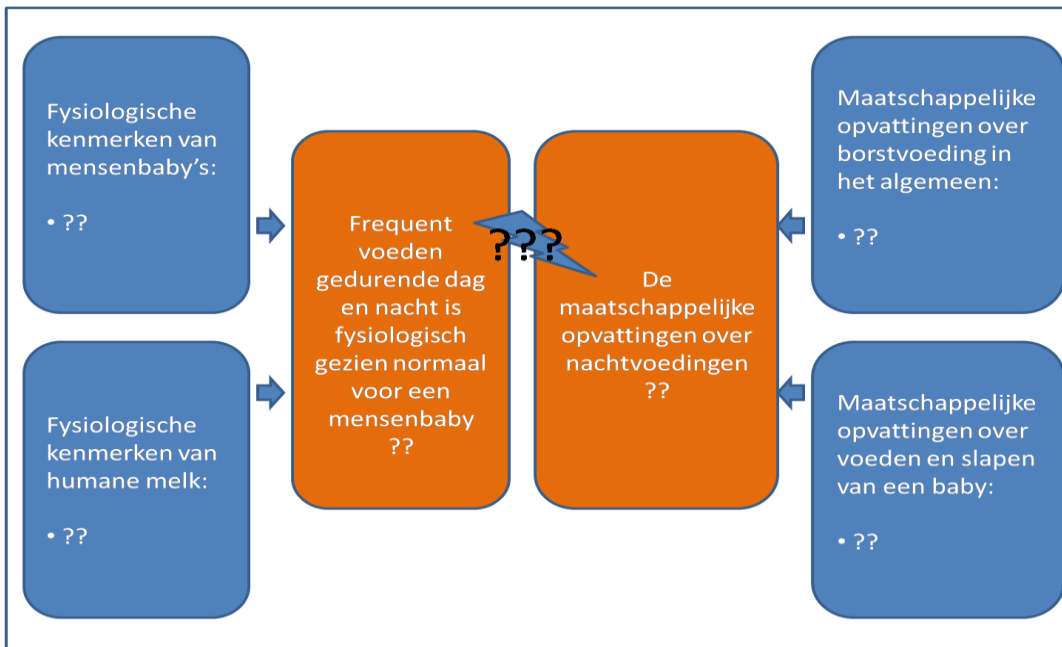 Fysiologische
kenmerken van
mensenbaby's:
• ??
Fysiologische
kenmerken van
humane melk:
• ??
Frequent
voeden
gedurende dag
en nacht is
fysiologisch
gezien normaal
voor een
mensenbaby
??
???
De
maatschappelijke
opvattingen over
nachtvoedingen
??
Maatschappelijke
opvattingen over
borstvoeding in
het algemeen:
• ??
Maatschappelijke
opvattingen over
voeden en slapen
van een baby:
• ??